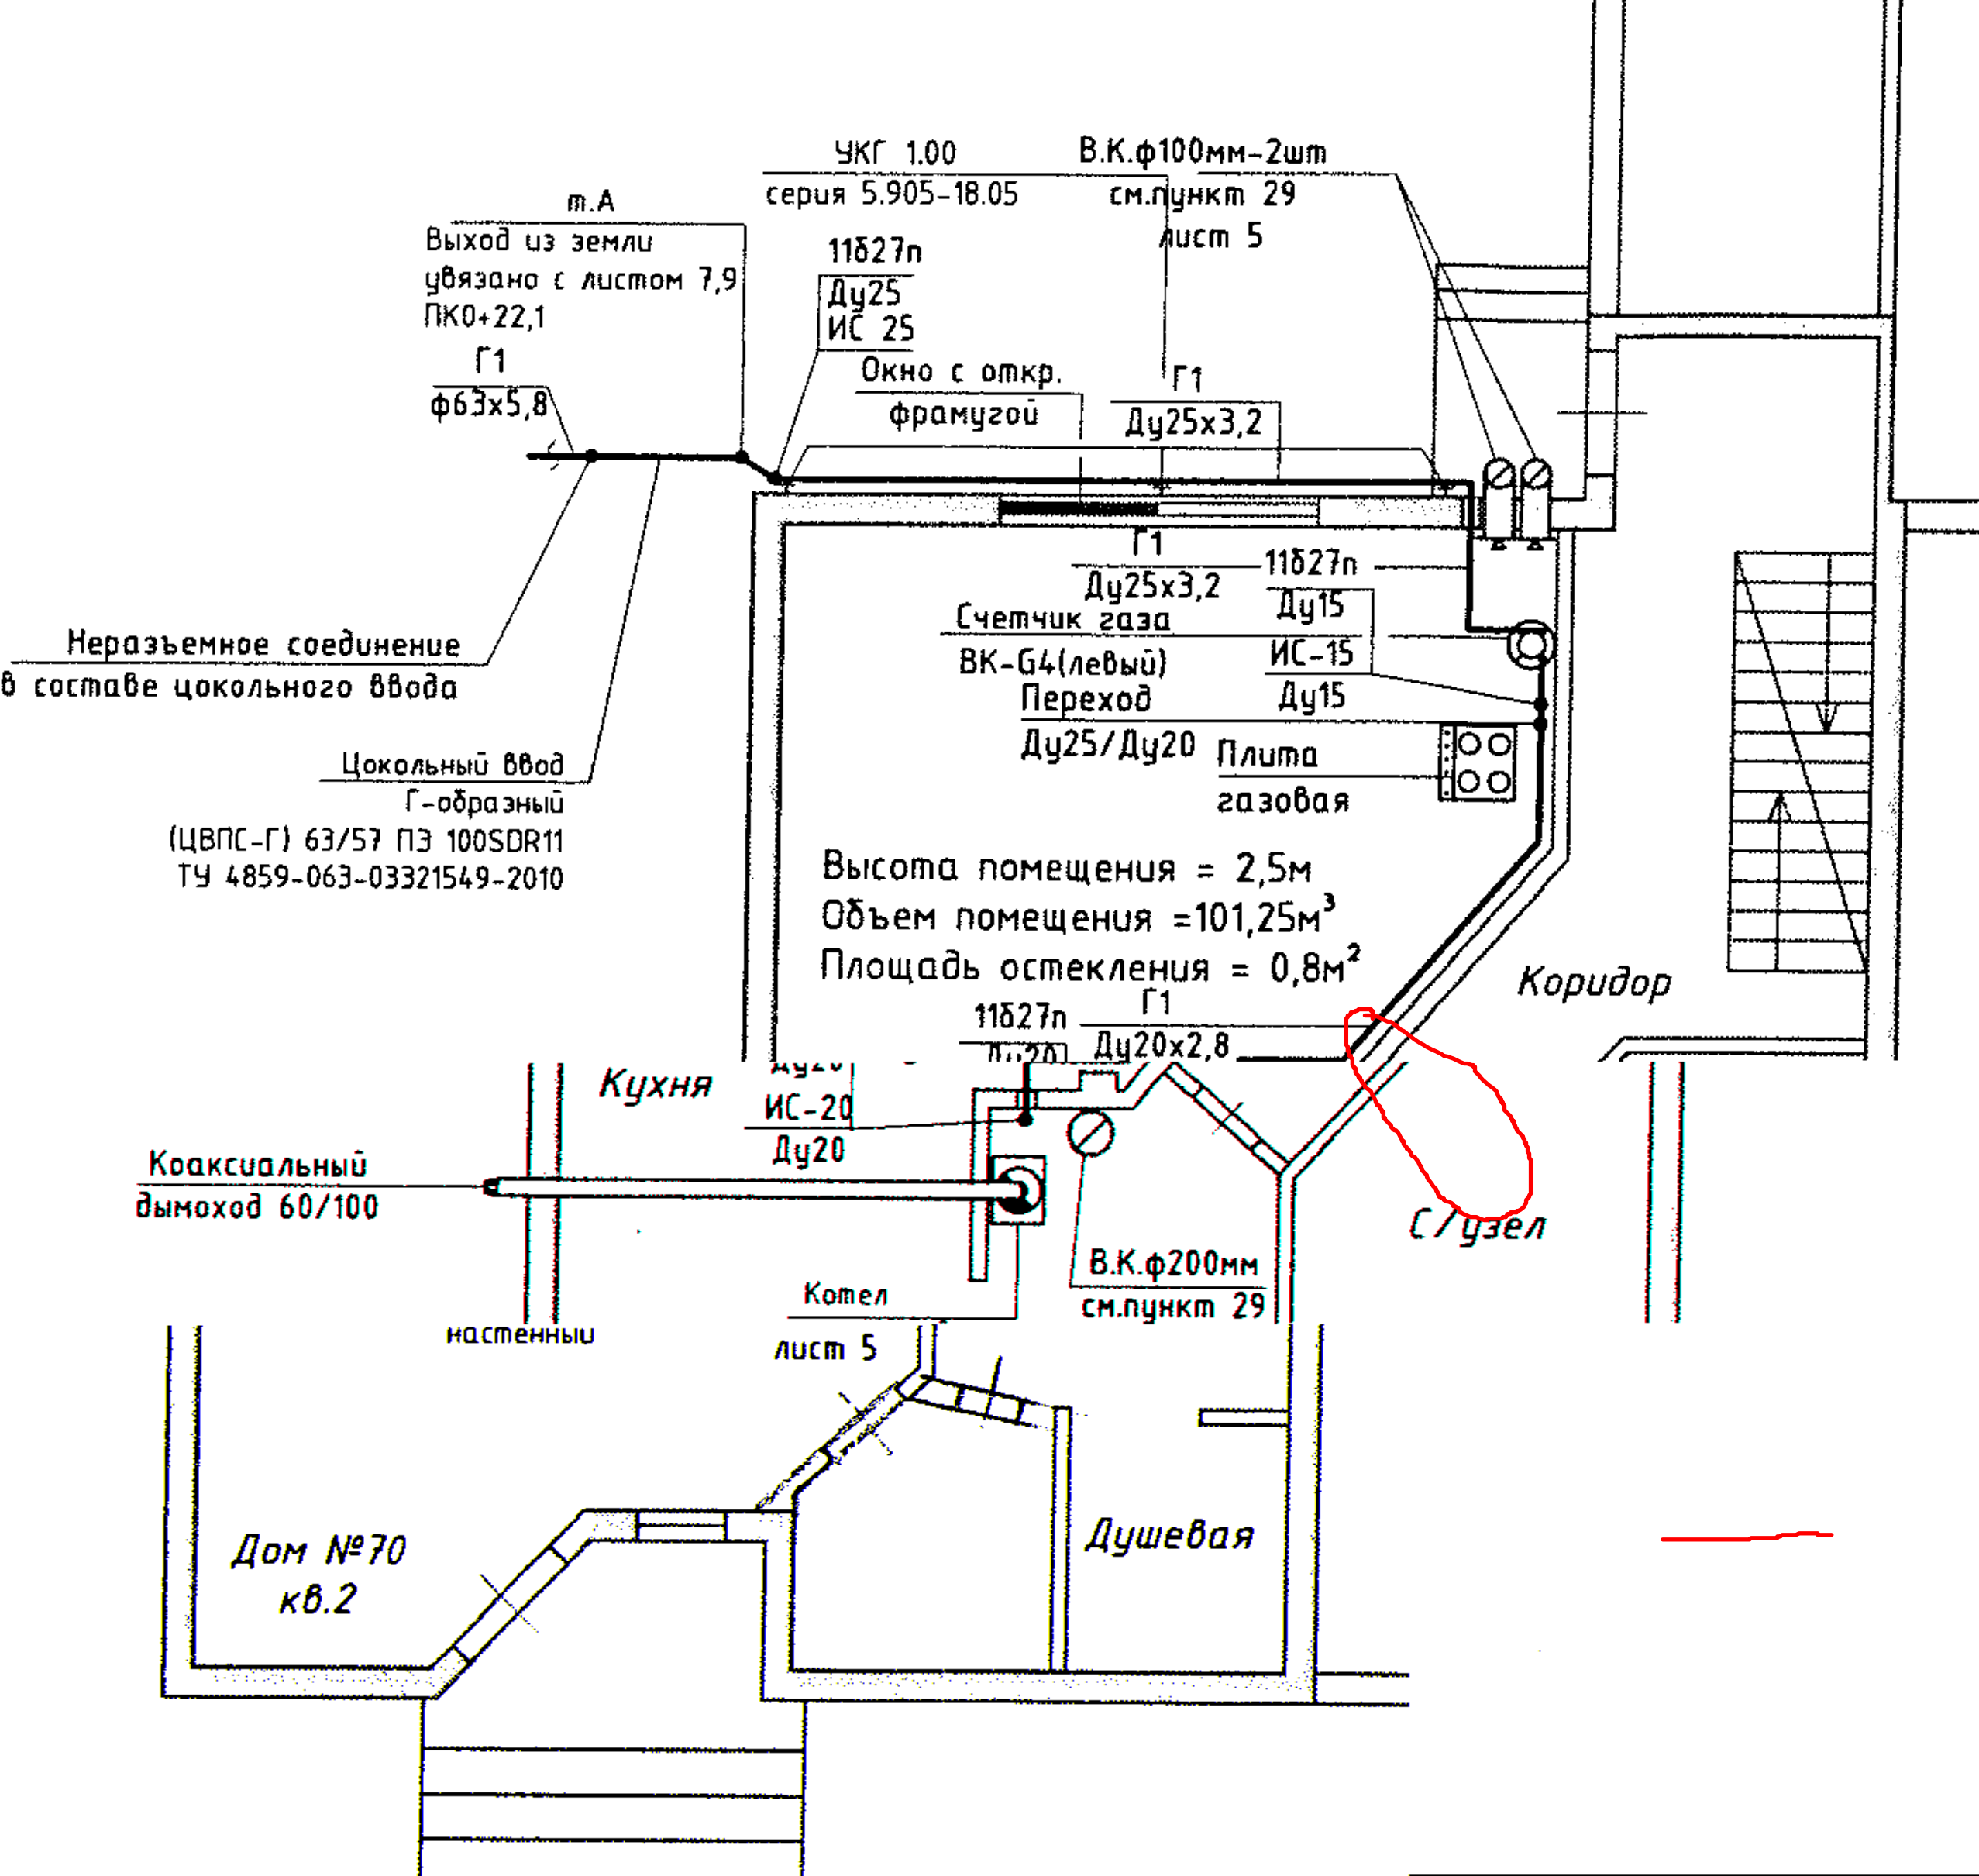 УКГ 1.00
серия 5.905-18.05
В.К.ф100мм-2шт
см.пункт 29
лист 5
т.А
Выход из земли
увязано с листом 7,9
ПК0+22,1
Г1
ф63х5,8
11б27п
Ду25
ИС 25
Окно с откр.
фрамугой
Г1
Ду25х3,2
Г1
Ду25х3,2
11б27п
Ду15
ИС-15
Ду15
Счетчик газа
ВК-G4(левый)
Переход
Ду25/Ду20
Плита
газовая
Неразъемное соединение
в составе цокольного ввода
Цокольный ввод
Г-образный
(ЦВПС-Г) 63/57 ПЭ 100SDR11
ТУ 4859-063-03321549-2010
Высота помещения = 2,5м
Объем помещения =101,25м³
Площадь остекления = 0,8м²
Коридор
11б27п
Г1
Ду20х2,8
Кухня
Ду20
ИС-20
Ду20
Коаксиальный
дымоход 60/100
С/узел
В.К.ф200мм
см.пункт 29
Котел
настенный
лист 5
Дом №70
кв.2
Душевая